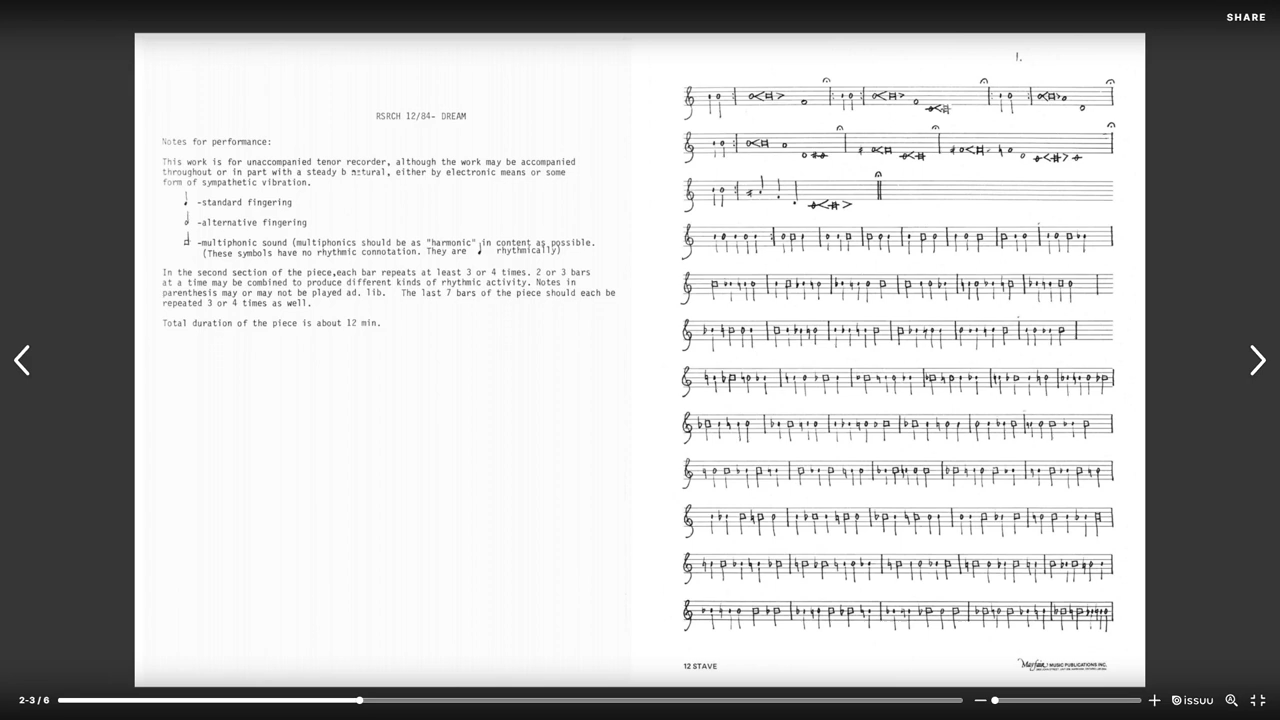 SHARE
RSRCH 12/84- DREAM
Notes for performance:
This work is for unaccompanied tenor recorder, although the work may be accompanied
throughout or in part with a steady b natural, either by electronic means or some
form of sympathetic vibration.
-standard fingering
-alternative fingering
-multiphonic sound (multiphonics should be as "harmonic" in content as possible.
(These symbols have no rhythmic connotation. They are rhythmically)
In the second section of the piece,each bar repeats at least 3 or 4 times. 2 or 3 bars
at a time may be combined to produce different kinds of rhythmic activity. Notes in
parenthesis may or may not be played ad. lib. The last 7 bars of the piece should each be
repeated 3 or 4 times as well.
Total duration of the piece is about 12 min.
1.
12 STAVE
MUSIC PUBLICATIONS INC.
2-3 / 6
issuu